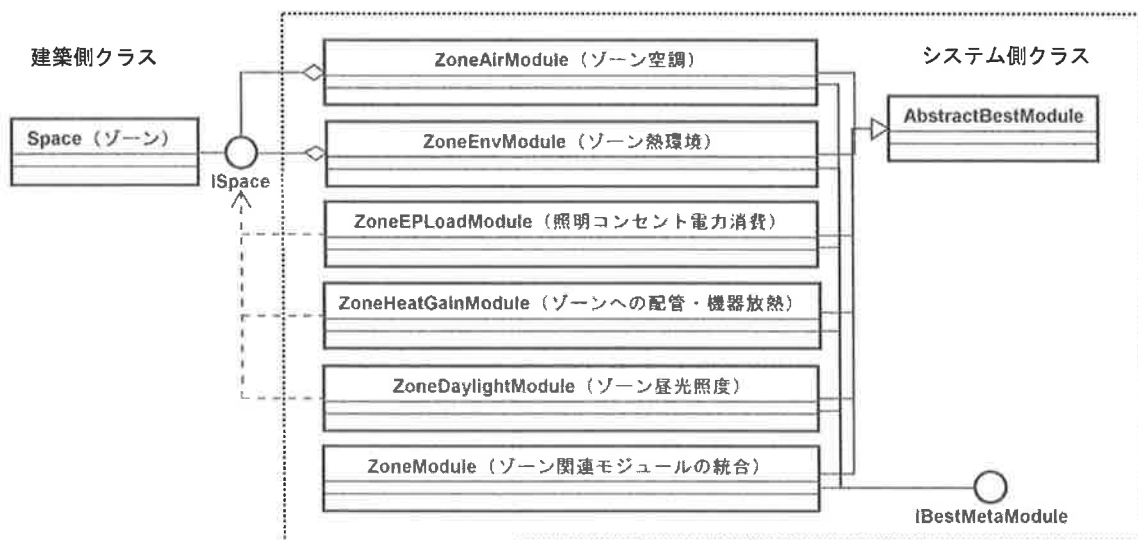 建築側クラス
システム側クラス
ZoneAirModule（ゾーン空調）
AbstractBestModule
Space（ゾーン）
ISpace
ZoneEnvModule（ゾーン熱環境）
ZoneEPLoadModule（照明コンセント電力消費）
ZoneHeatGainModule（ゾーンへの配管・機器放熱）
ZoneDaylightModule（ゾーン昼光照度）
ZoneModule（ゾーン関連モジュールの統合）
IBestMetaModule